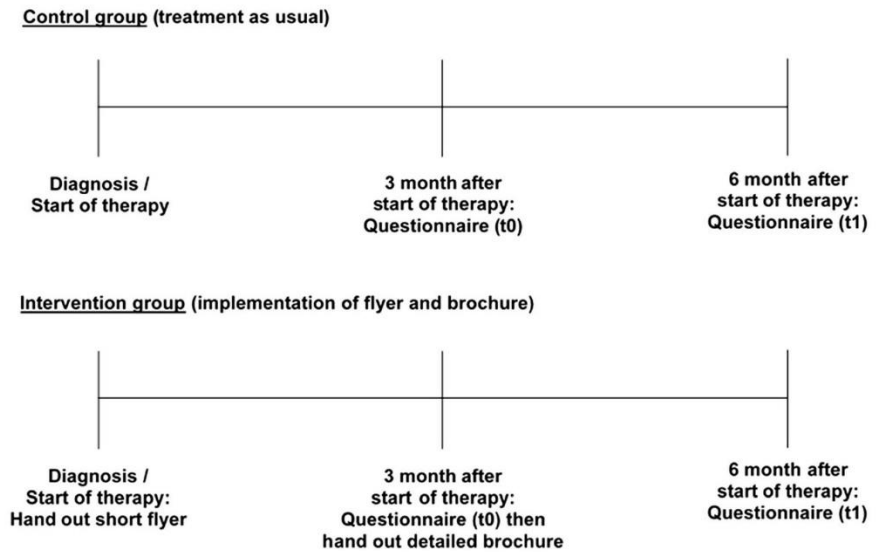 Control group (treatment as usual)
Diagnosis /
Start of therapy
3 month after
start of therapy:
Questionnaire (t0)
6 month after
start of therapy:
Questionnaire (t1)
Intervention group (implementation of flyer and brochure)
Diagnosis /
Start of therapy:
Hand out short flyer
3 month after
start of therapy:
Questionnaire (t0) then
hand out detailed brochure
6 month after
start of therapy:
Questionnaire (t1)